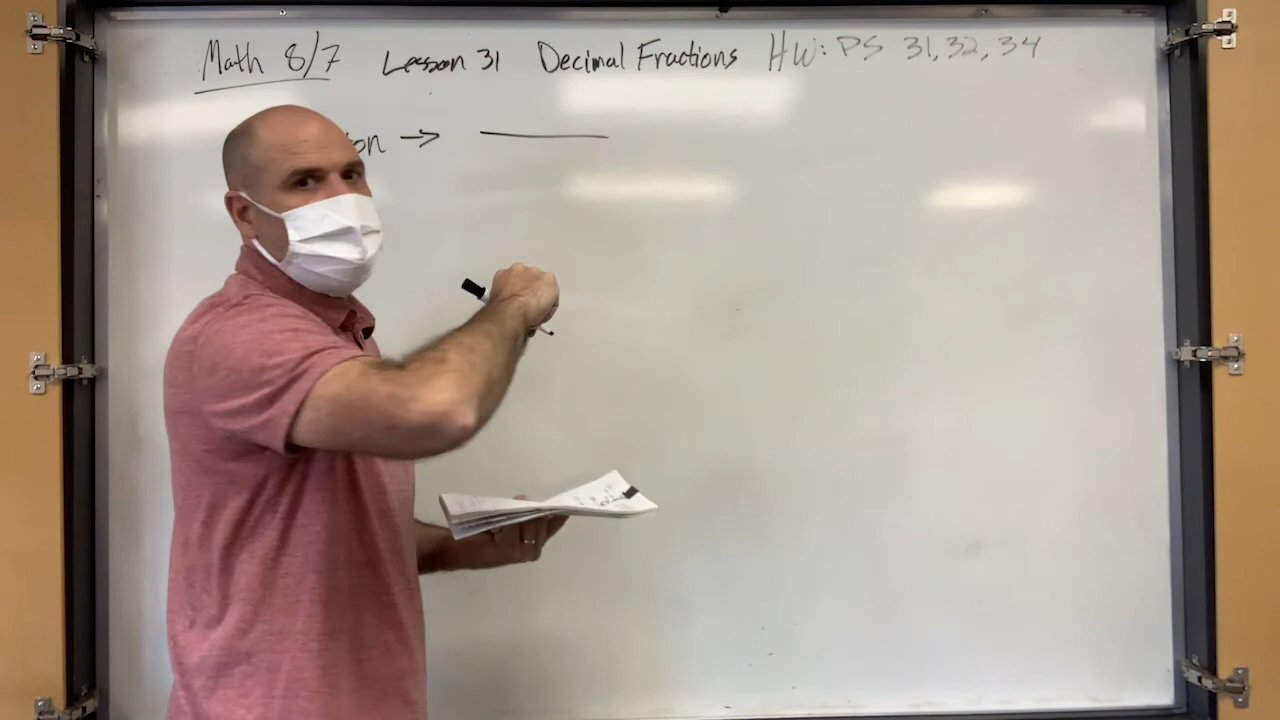 Math 8/7 Lesson 31 Decimal Fractions HW: PS 31, 32, 34
on →